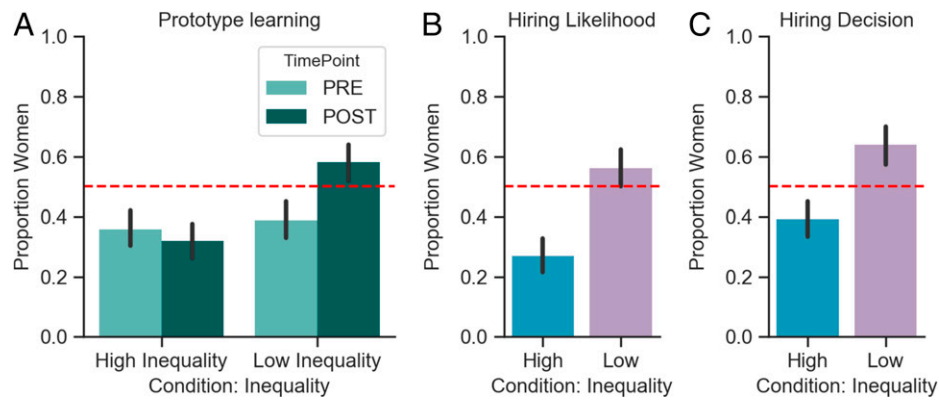 A
Prototype learning
Proportion Women
1.0
0.8
0.6
0.4
0.2
0.0
TimePoint
PRE
POST
High Inequality
Low Inequality
Condition: Inequality
B
Hiring Likelihood
Proportion Women
1.0
0.8
0.6
0.4
0.2
0.0
High
Low
Condition: Inequality
C
Hiring Decision
Proportion Women
1.0
0.8
0.6
0.4
0.2
0.0
High
Low
Condition: Inequality